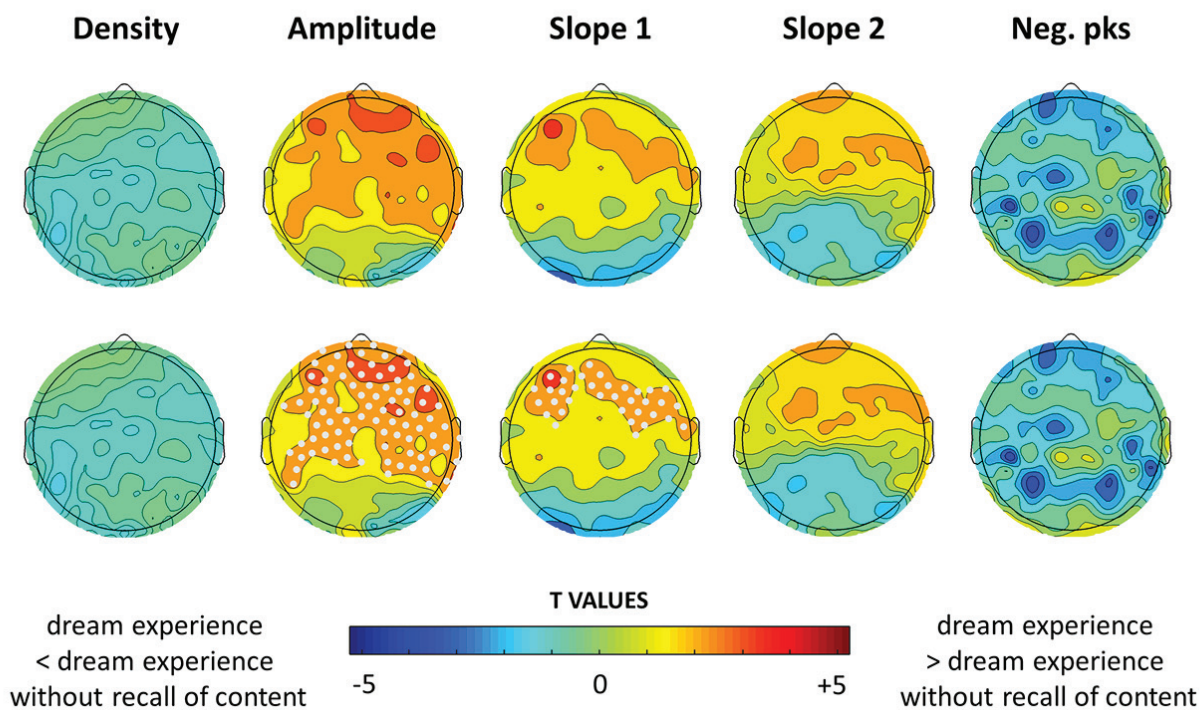 Density
Amplitude
Slope 1
Slope 2
Neg. pks
T VALUES
dream experience
< dream experience
without recall of content
-5
0
+5
dream experience
> dream experience
without recall of content